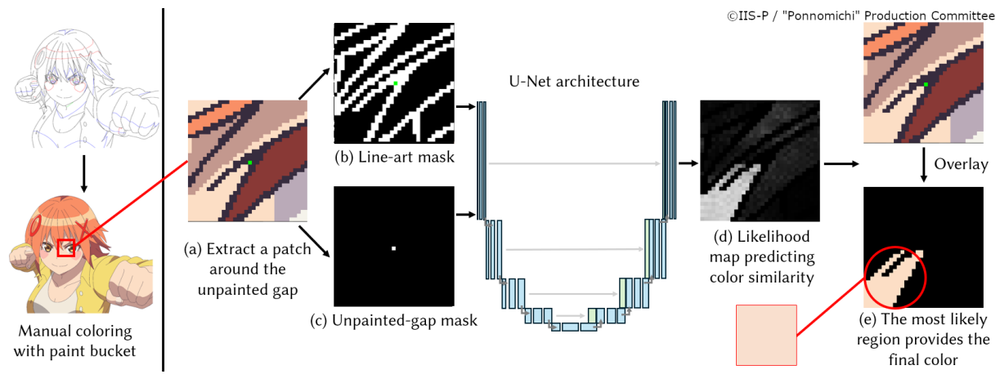 ©IIS-P / "Ponnomichi" Production Committee
U-Net architecture
(b) Line-art mask
Overlay
(a) Extract a patch
around the
unpainted gap
(d) Likelihood
map predicting
color similarity
(c) Unpainted-gap mask
Manual coloring
with paint bucket
(e) The most likely
region provides the
final color